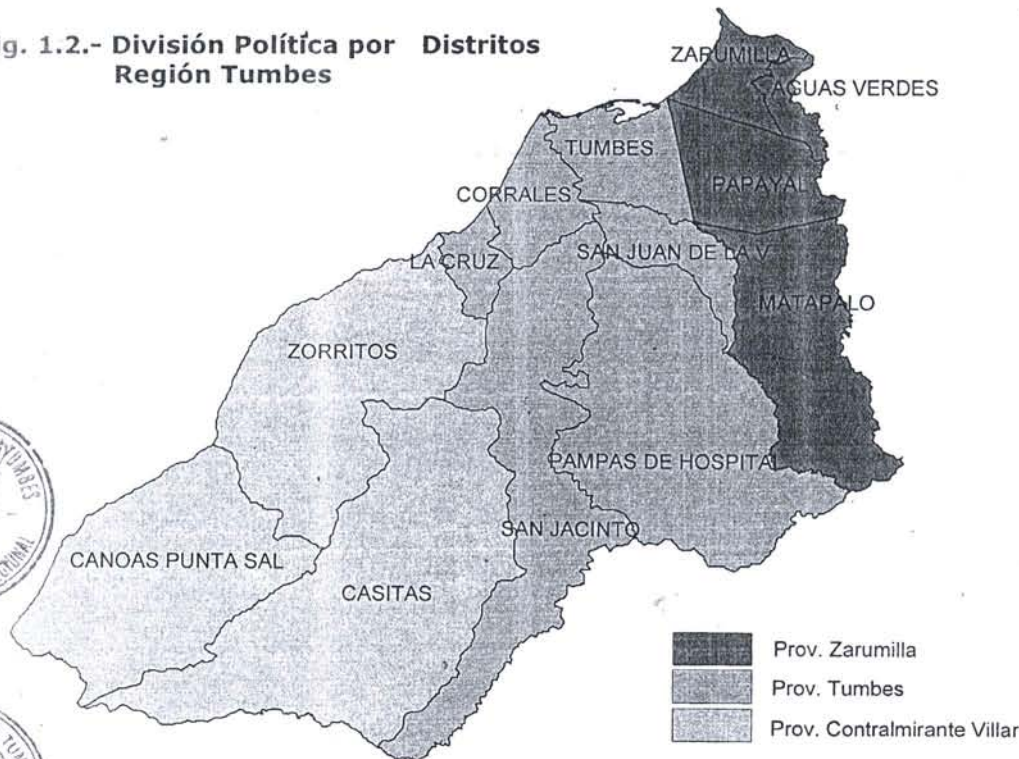 g. 1.2.- División Política por Distritos
Región Tumbes
ZARUMILLA
AGUAS VERDES
TUMBES
PAPAYAL
CORRALES
SAN JUAN DE LA V
LA CRUZ
MATAPALO
ZORRITOS
PAMPAS DE HOSPITAL
SAN JACINTO
CANOAS PUNTA SAL
CASITAS
Prov. Zarumilla
Prov. Tumbes
Prov. Contralmirante Villar
TUMBES